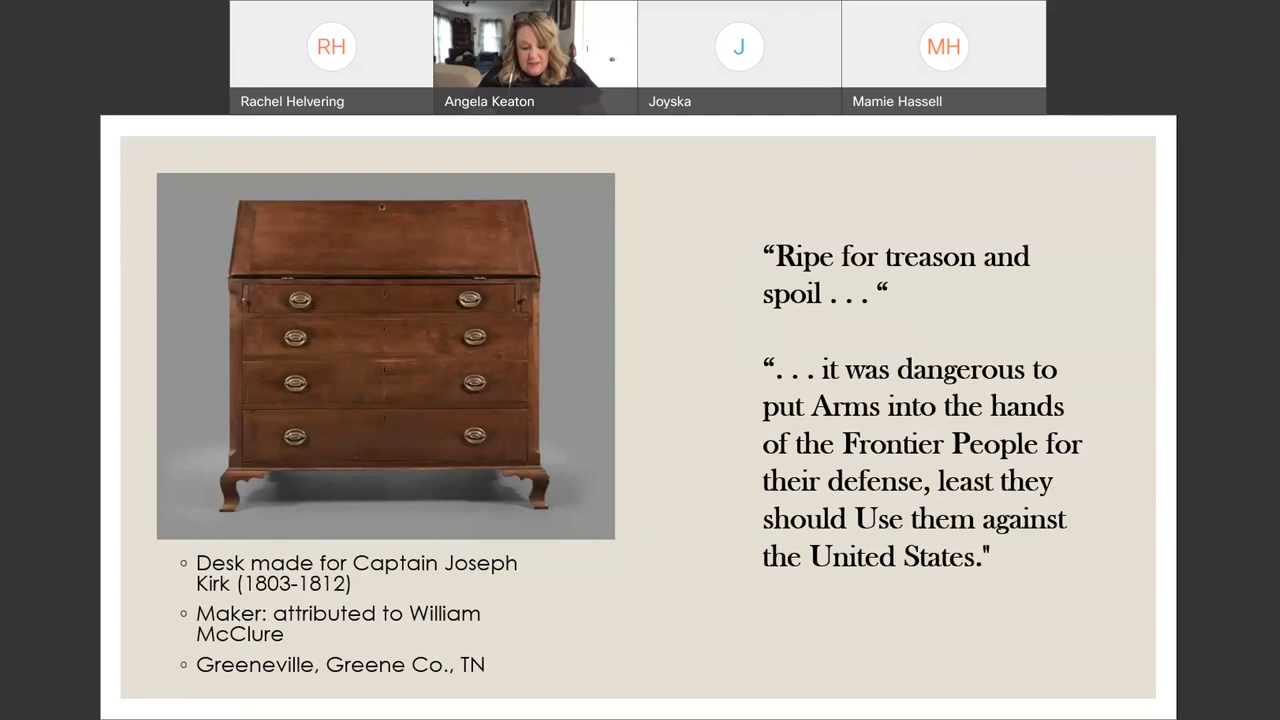 RH
J
MH
Rachel Helvering
Angela Keaton
Joyska
Mamie Hassell
“Ripe for treason and
spoil . . . “
“. . . it was dangerous to
put Arms into the hands
of the Frontier People for
their defense, least they
should Use them against
the United States."
◦ Desk made for Captain Joseph
Kirk (1803-1812)
◦ Maker: attributed to William
McClure
◦ Greeneville, Greene Co., TN